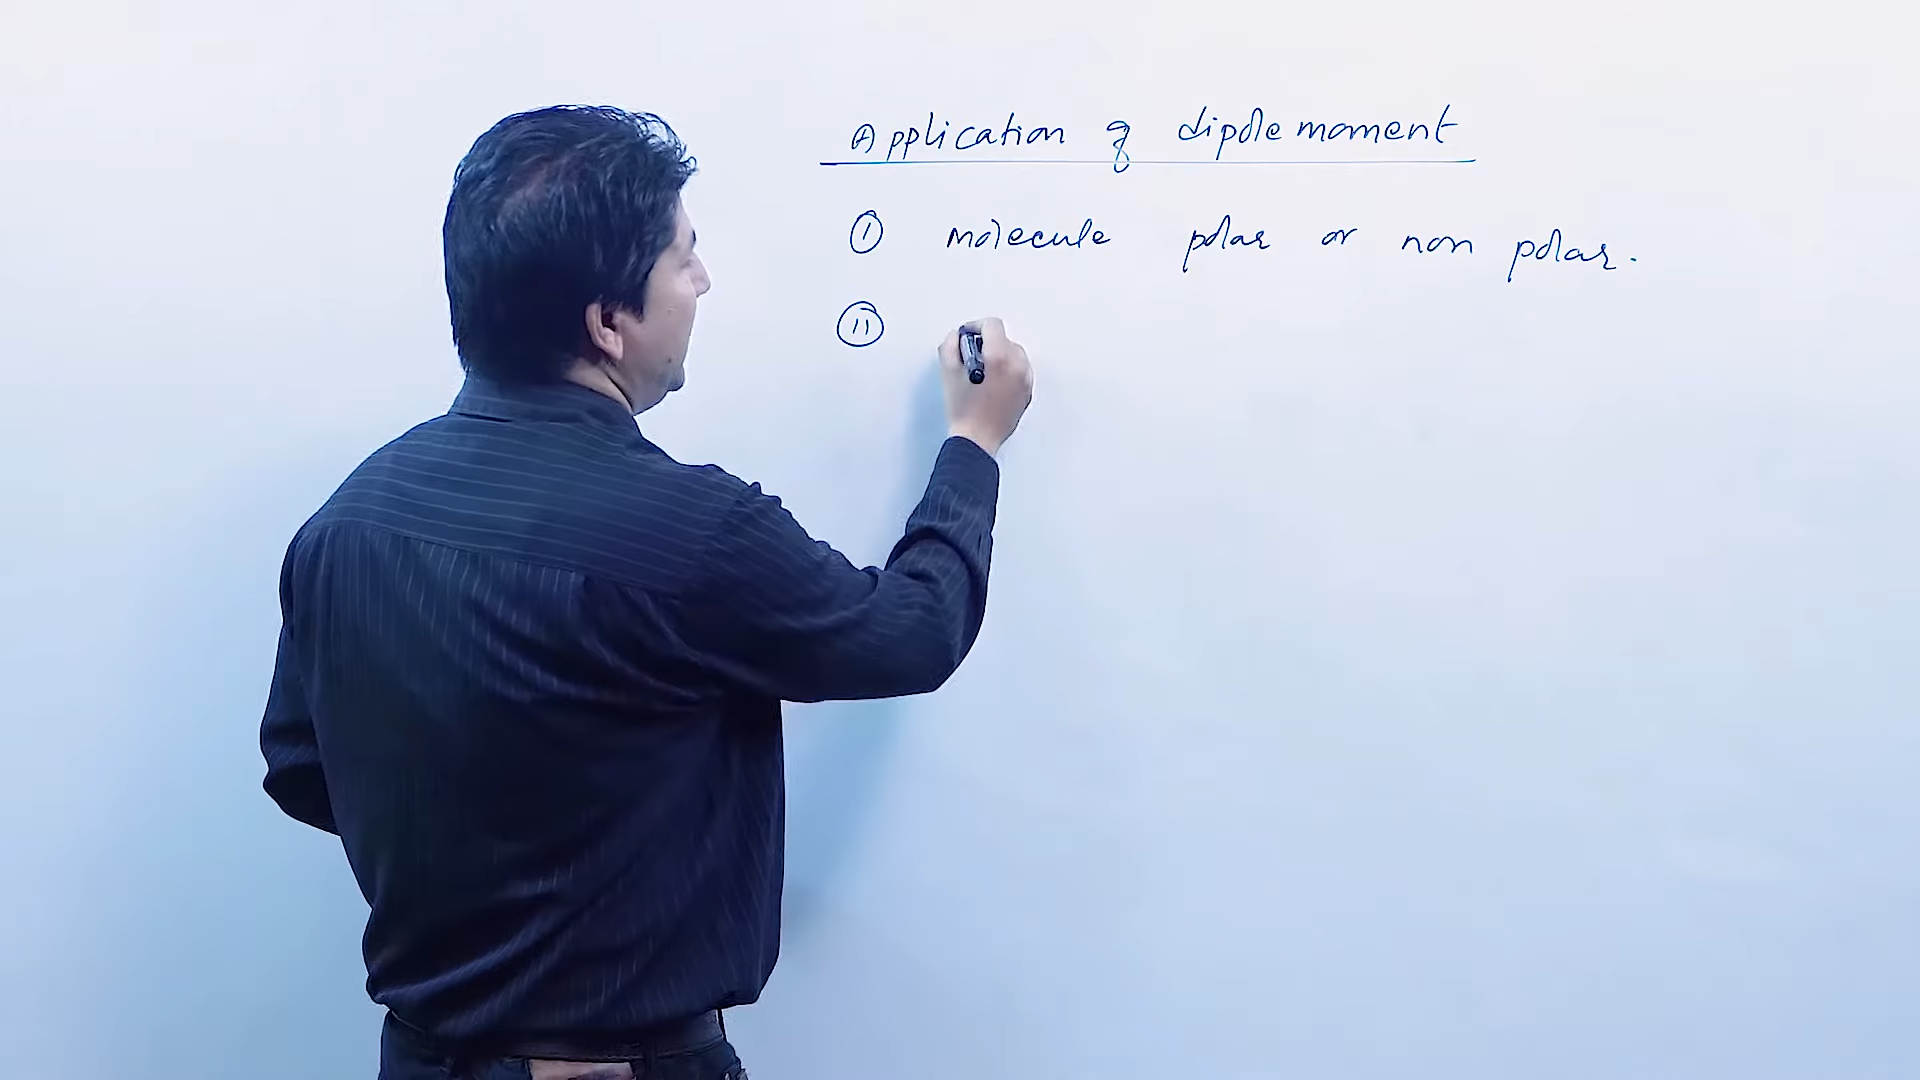 Application of dipole moment
(i) molecule polar or non polar.
(ii)